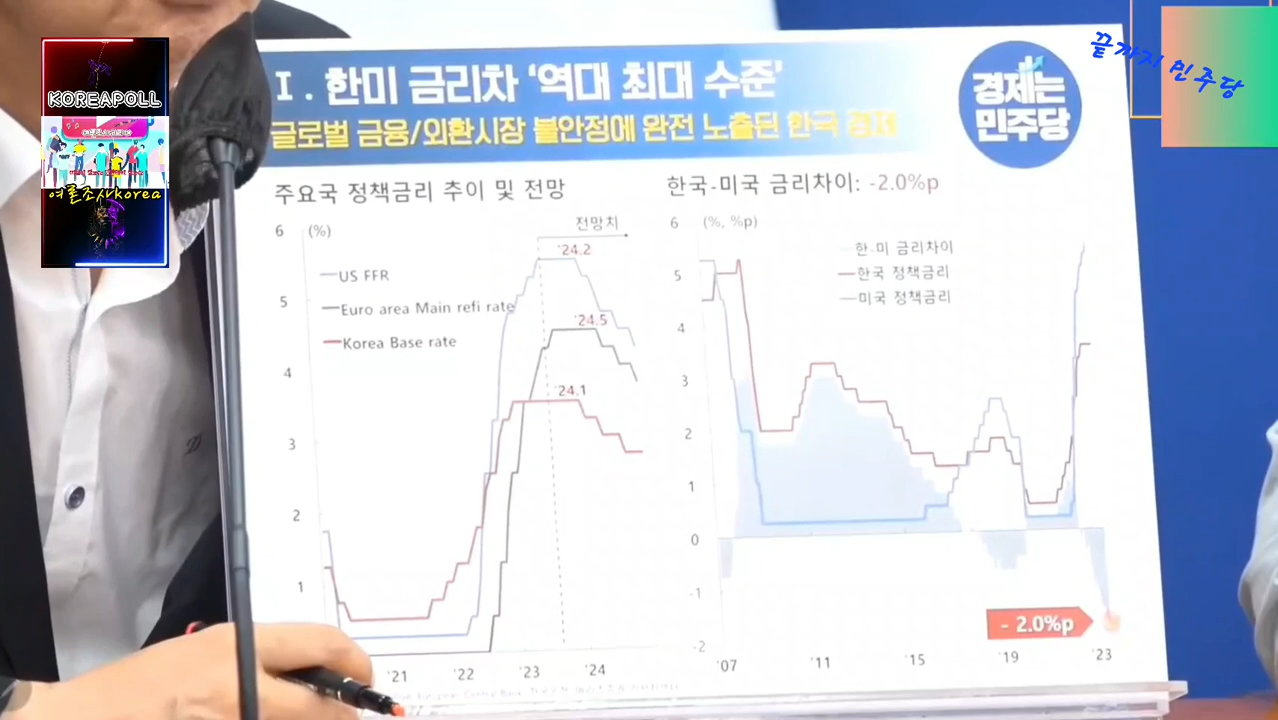 KOREAPOLL
여론조사korea
끝까지 민주당
I. 한미 금리차 ‘역대 최대 수준’
글로벌 금융/외환시장 불안정에 완전 노출된 한국 경제
경제는
민주당
주요국 정책금리 추이 및 전망
6 (%)
전망치
'24.2
US FFR
5
Euro area Main refi rate
'24.5
Korea Base rate
4
'24.1
3
2
1
'21 '22 '23 '24
한국-미국 금리차이: -2.0%p
6 (%, %p)
한-미 금리차이
한국 정책금리
미국 정책금리
5
4
3
2
1
0
-1
-2
- 2.0%p
'07 '11 '15 '19 '23
European Central Bank